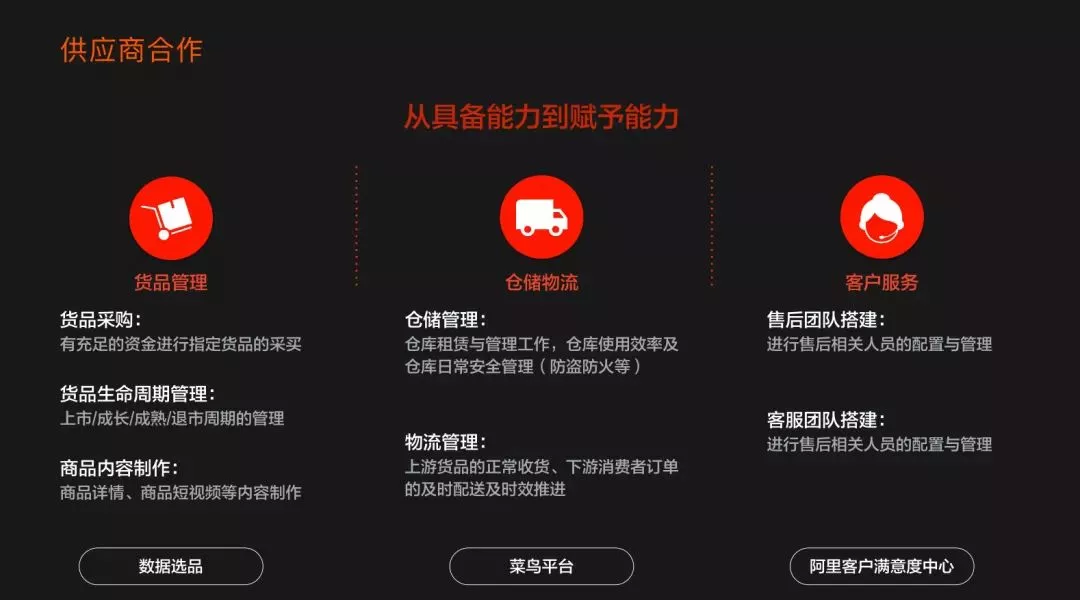 供应商合作
从具备能力到赋予能力
货品管理
货品采购：
有充足的资金进行指定货品的采买
货品生命周期管理：
上市/成长/成熟/退市周期的管理
商品内容制作：
商品详情、商品短视频等内容制作
数据选品
仓储物流
仓储管理：
仓库租赁与管理工作，仓库使用效率及
仓库日常安全管理（防盗防火等）
物流管理：
上游货品的正常收货、下游消费者订单
的及时配送及时效推进
菜鸟平台
客户服务
售后团队搭建：
进行售后相关人员的配置与管理
客服团队搭建：
进行售后相关人员的配置与管理
阿里客户满意度中心